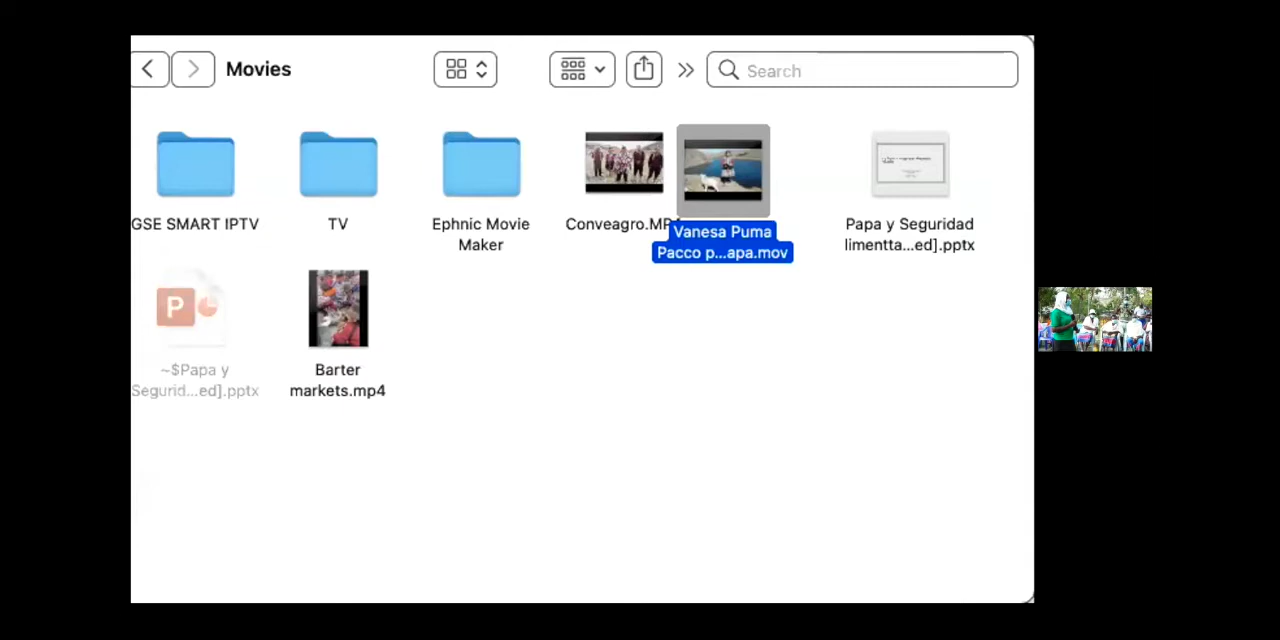 Movies
Search
GSE SMART IPTV
TV
Ephnic Movie
Maker
Conveagro.MP4
Vanesa Puma
Pacco p...apa.mov
Papa y Seguridad
limentta...ed].pptx
~$Papa y
Segurid...ed].pptx
Barter
markets.mp4